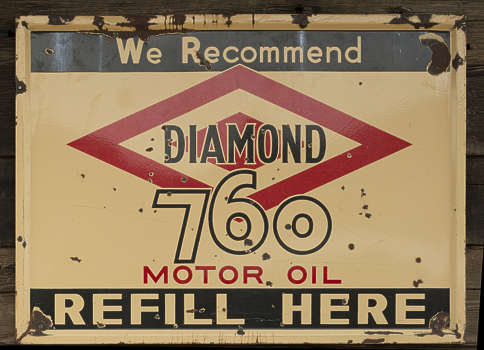 We Recommend
DIAMOND
760
MOTOR OIL
REFILL HERE